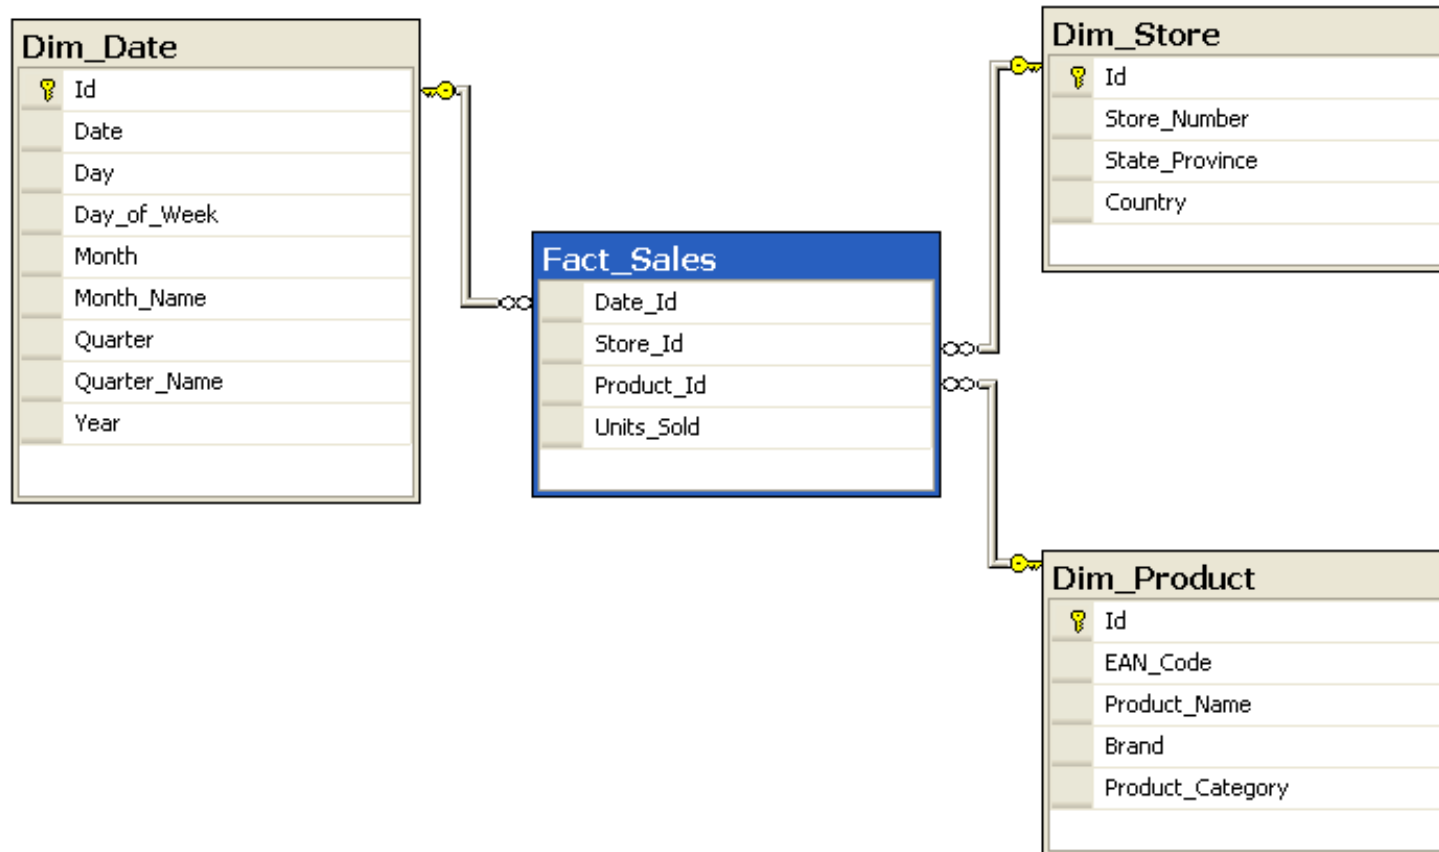 Dim_Date
Id
Date
Day
Day_of_Week
Month
Month_Name
Quarter
Quarter_Name
Year
Fact_Sales
Date_Id
Store_Id
Product_Id
Units_Sold
Dim_Store
Id
Store_Number
State_Province
Country
Dim_Product
Id
EAN_Code
Product_Name
Brand
Product_Category